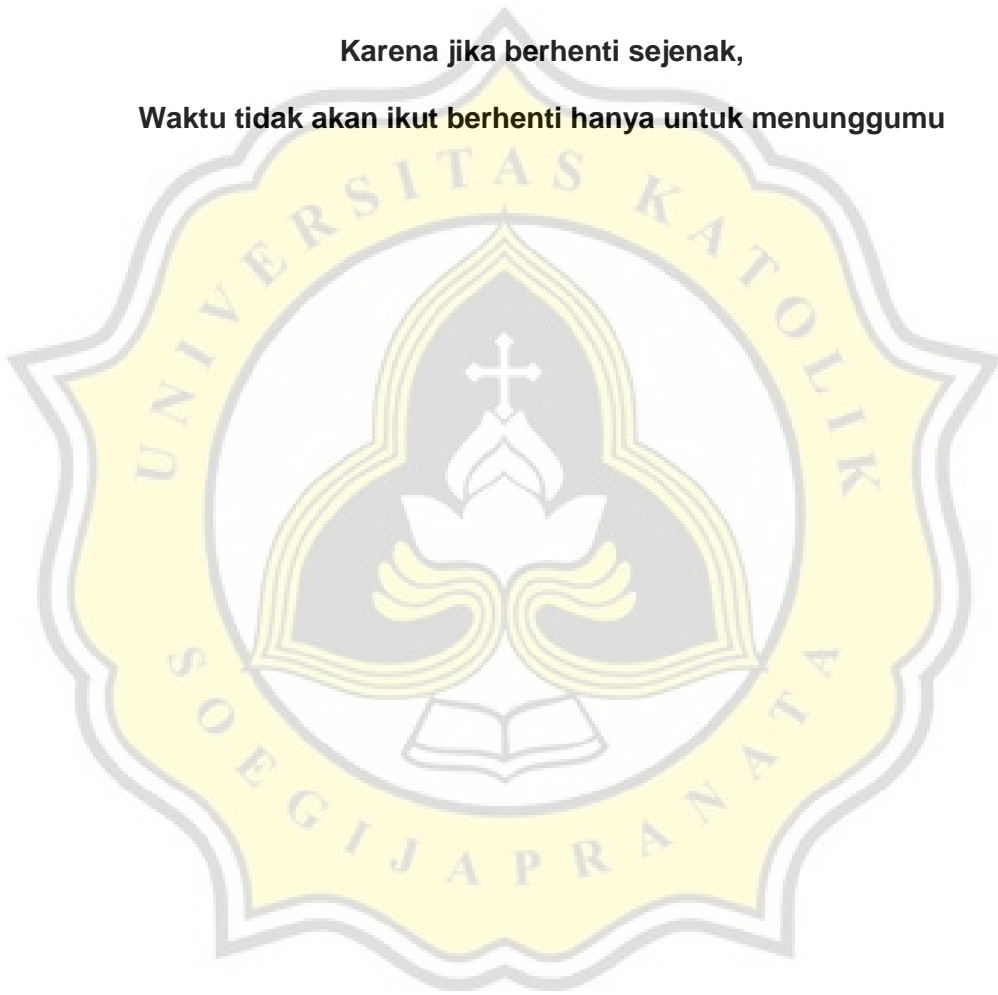 Karena jika berhenti sejenak,
Waktu tidak akan ikut berhenti hanya untuk menunggumu
UNIVERSITAS KATOLIK
SOEGIJAPRANATA